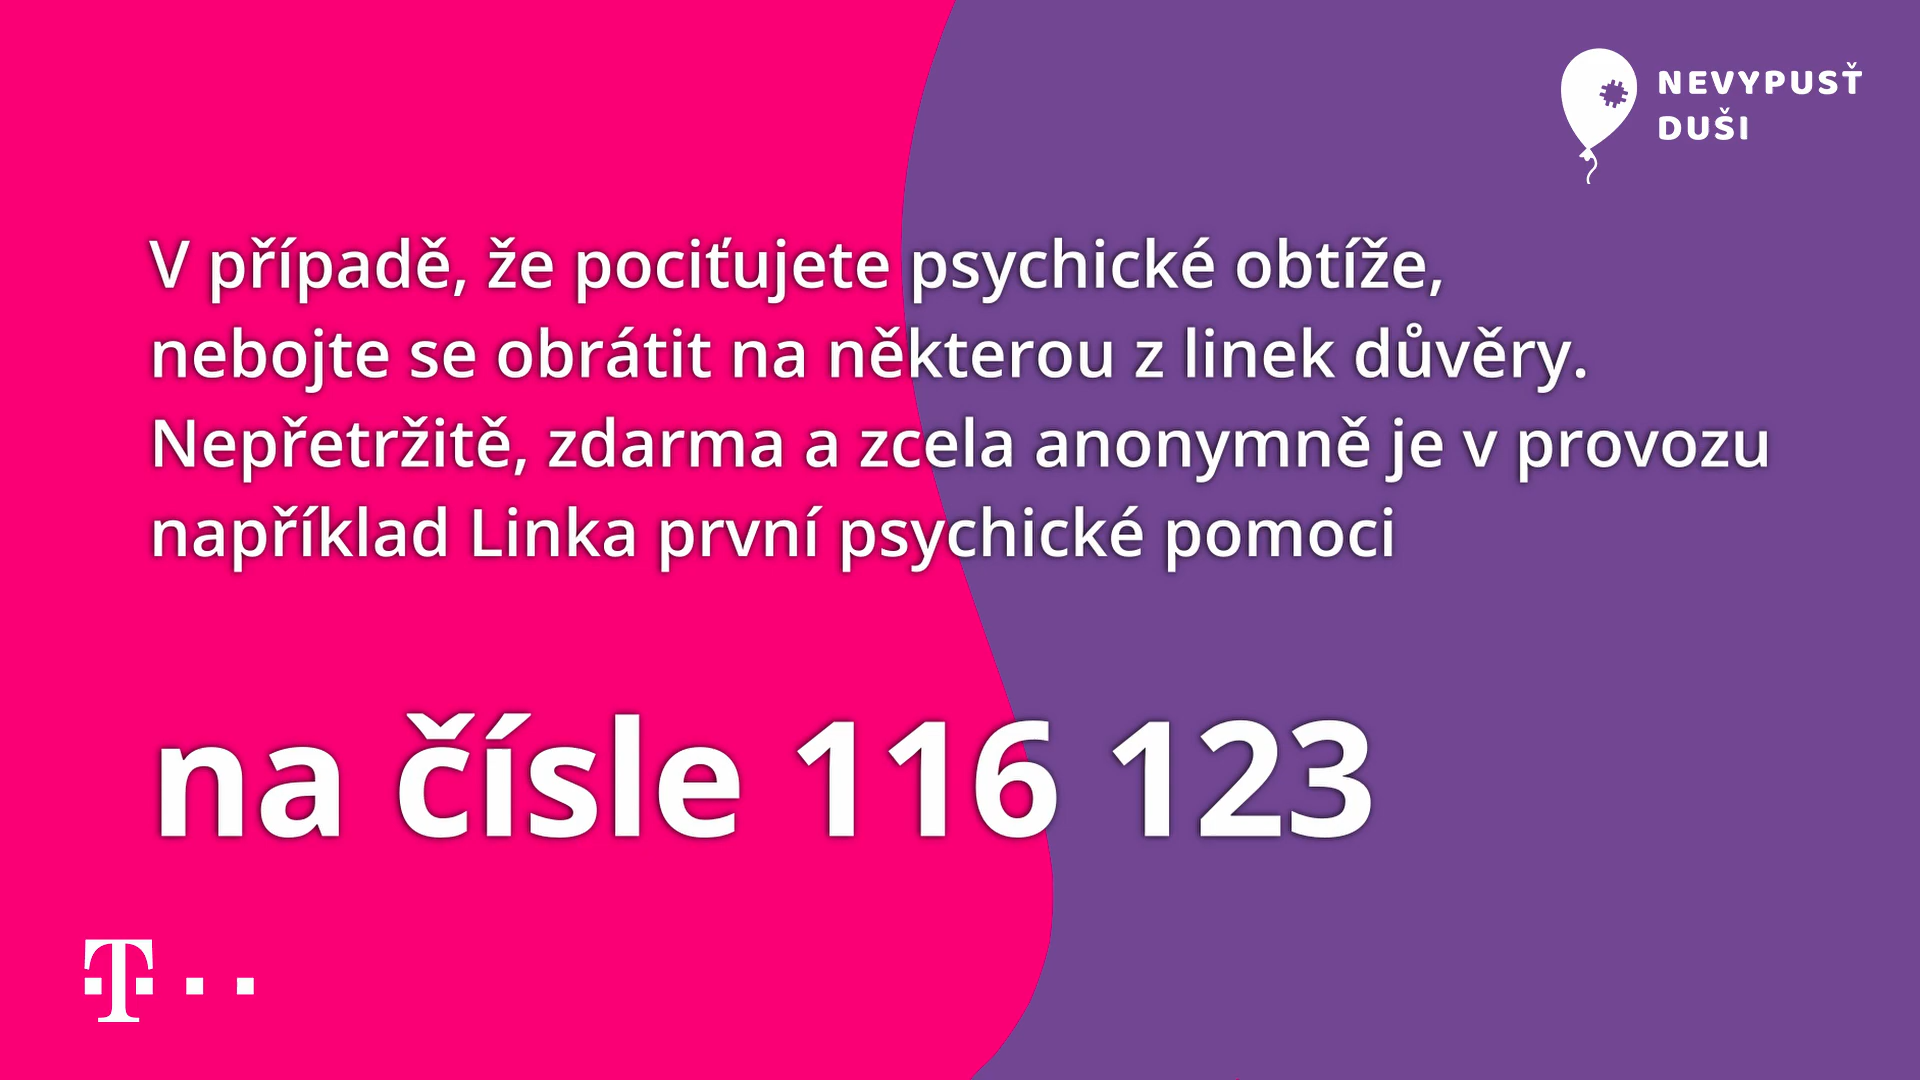 NEVYPUSŤ
DUŠI
V případě, že pociťujete psychické obtíže,
nebojte se obrátit na některou z linek důvěry.
Nepřetržitě, zdarma a zcela anonymně je v provozu
například Linka první psychické pomoci
na čísle 116 123
T